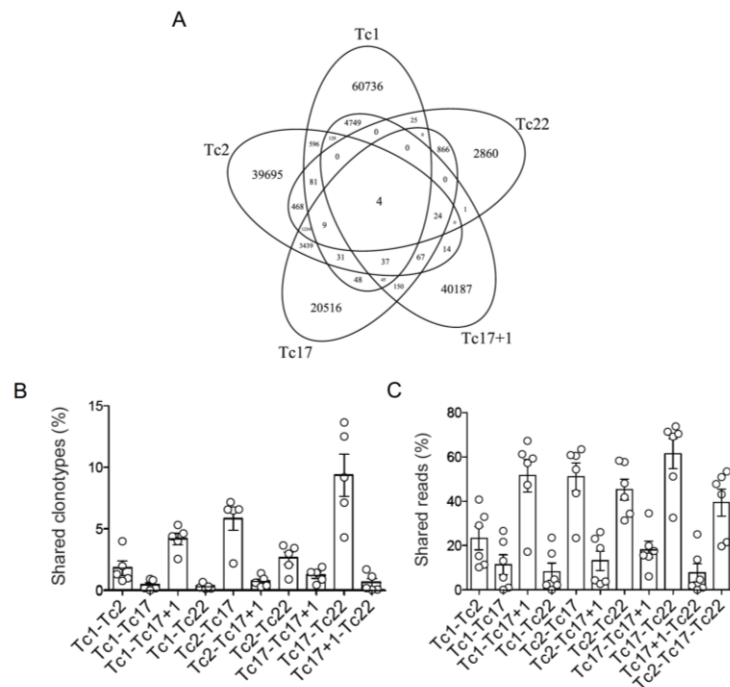 A
Tc1
60736
Tc22
25
4749
0
0
866
2860
Tc2
596
0
0
39695
81
4
468
24
1
9
3439
31
37
67
14
48
150
20516
40187
Tc17
Tc17+1
B
Shared clonotypes (%)
15
10
5
0
Tc1-Tc2
Tc1-Tc17
Tc1-Tc17+1
Tc1-Tc22
Tc2-Tc17
Tc2-Tc17+1
Tc2-Tc22
Tc17-Tc17+1
Tc17-Tc22
Tc17+1-Tc22
C
Shared reads (%)
80
60
40
20
0
Tc1-Tc2
Tc1-Tc17
Tc1-Tc17+1
Tc1-Tc22
Tc2-Tc17
Tc2-Tc17+1
Tc2-Tc22
Tc17-Tc17+1
Tc17-Tc22
Tc17+1-Tc22
Tc2-Tc17-Tc22